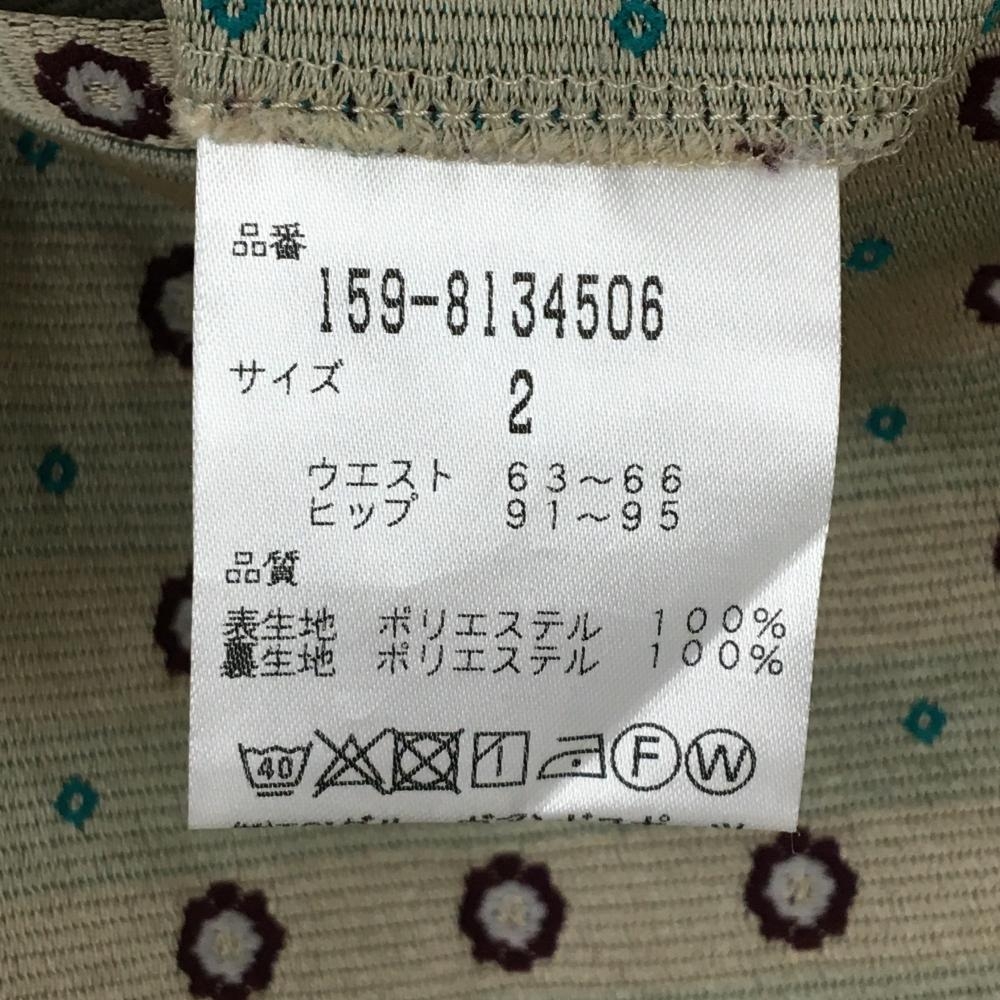 品番
159-8134506
サイズ
2
ウエスト 63～66
ヒップ 91～95
品質
表生地 ポリエステル 100%
裏生地 ポリエステル 100%
40 1 F W